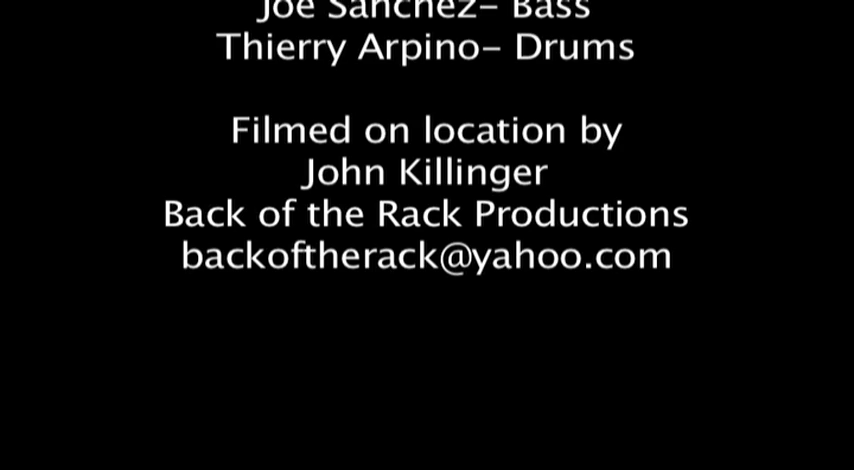 Joe Sanchez- Bass
Thierry Arpino- Drums
Filmed on location by
John Killinger
Back of the Rack Productions
backoftherack@yahoo.com